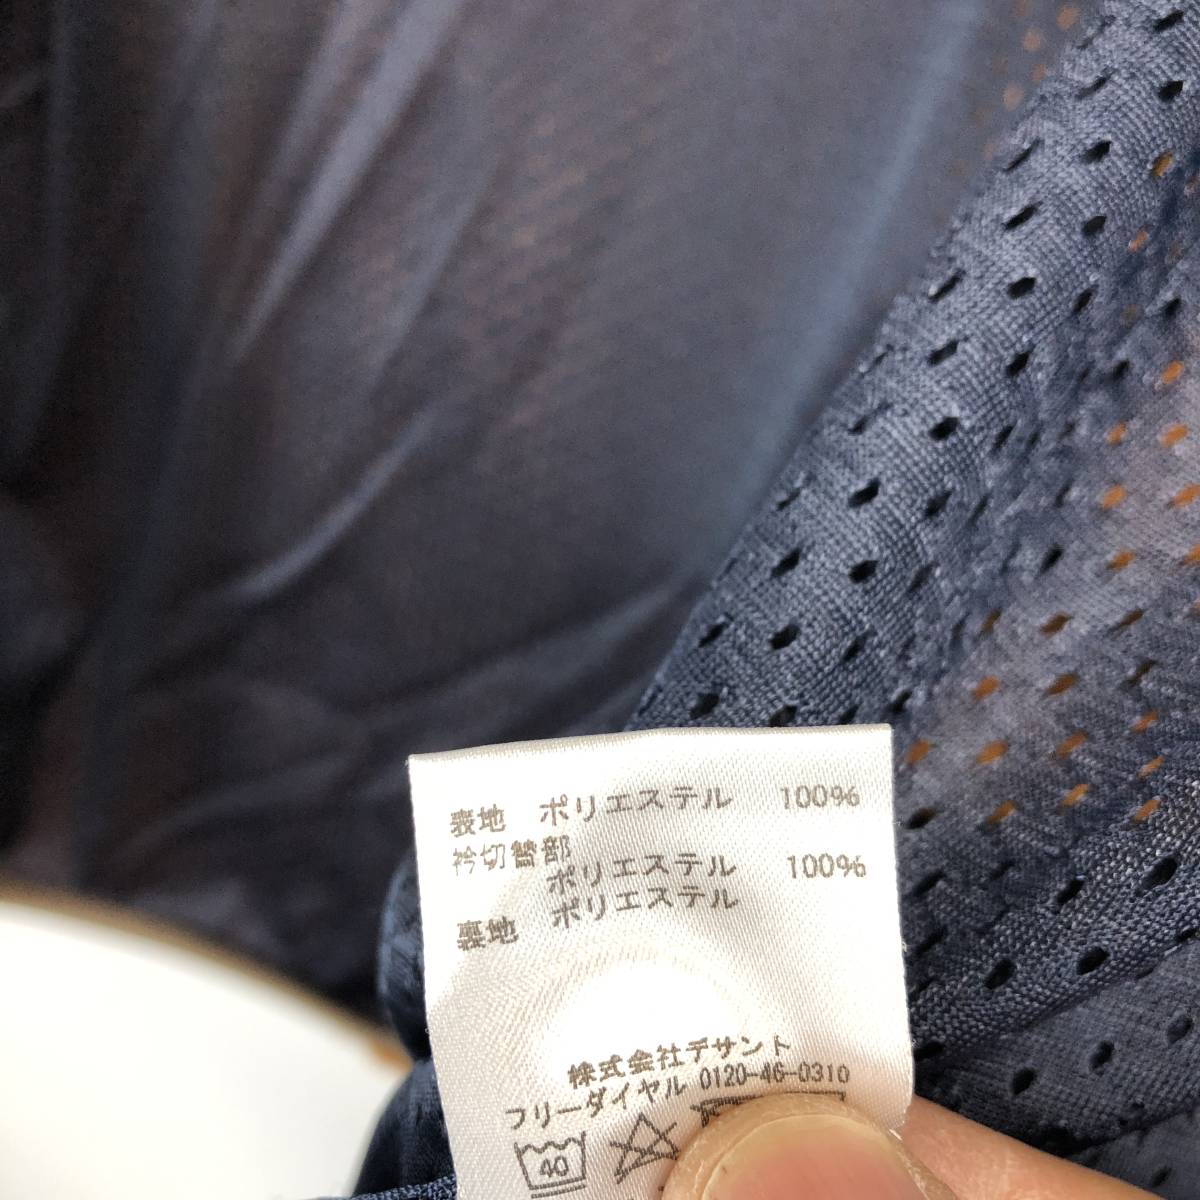 表地 ポリエステル 100%
衿切替部
ポリエステル 100%
裏地 ポリエステル
株式会社デサント
フリーダイヤル 0120-46-0310
40